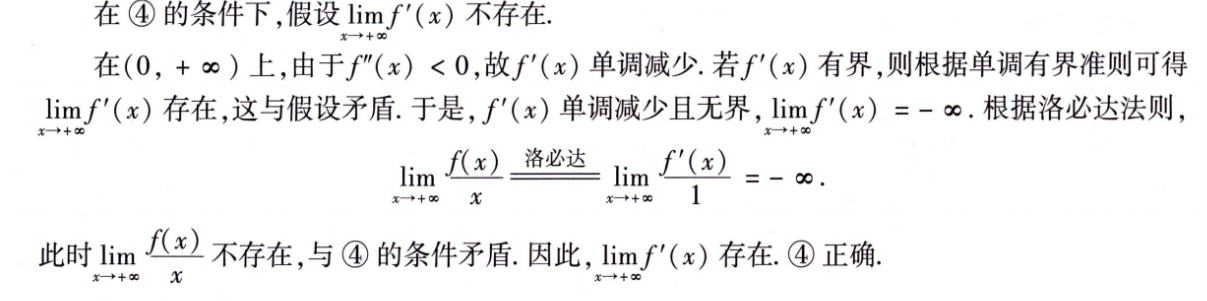 在 ④ 的条件下,假设 lim_{x→+∞} f′(x) 不存在.
在(0, +∞)上,由于f″(x) < 0,故f′(x) 单调减少. 若f′(x) 有界,则根据单调有界准则可得
lim_{x→+∞} f′(x) 存在,这与假设矛盾. 于是, f′(x) 单调减少且无界, lim_{x→+∞} f′(x) = − ∞. 根据洛必达法则,
lim_{x→+∞} f(x)/x ══洛必达══ lim_{x→+∞} f′(x)/1 = − ∞.
此时 lim_{x→+∞} f(x)/x 不存在,与 ④ 的条件矛盾. 因此, lim_{x→+∞} f′(x) 存在. ④ 正确.